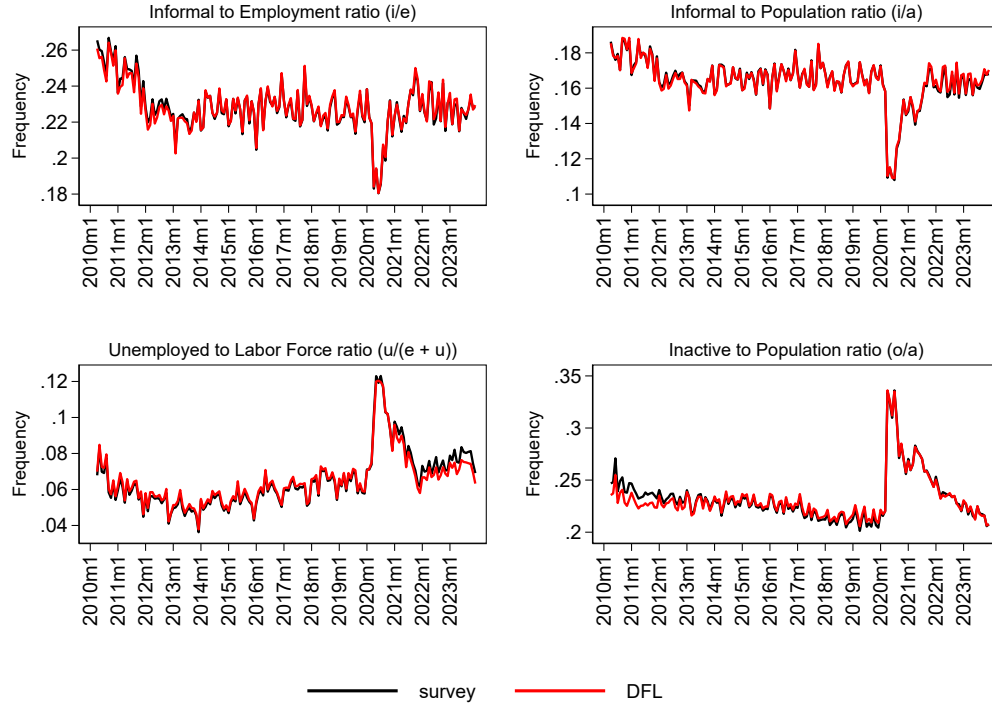 Informal to Employment ratio (i/e)
Frequency
.26
.24
.22
.2
.18
2010m1
2011m1
2012m1
2013m1
2014m1
2015m1
2016m1
2017m1
2018m1
2019m1
2020m1
2021m1
2022m1
2023m1
Informal to Population ratio (i/a)
Frequency
.18
.16
.14
.12
.1
2010m1
2011m1
2012m1
2013m1
2014m1
2015m1
2016m1
2017m1
2018m1
2019m1
2020m1
2021m1
2022m1
2023m1
Unemployed to Labor Force ratio (u/(e + u))
Frequency
.12
.1
.08
.06
.04
2010m1
2011m1
2012m1
2013m1
2014m1
2015m1
2016m1
2017m1
2018m1
2019m1
2020m1
2021m1
2022m1
2023m1
Inactive to Population ratio (o/a)
Frequency
.35
.3
.25
.2
2010m1
2011m1
2012m1
2013m1
2014m1
2015m1
2016m1
2017m1
2018m1
2019m1
2020m1
2021m1
2022m1
2023m1
survey DFL